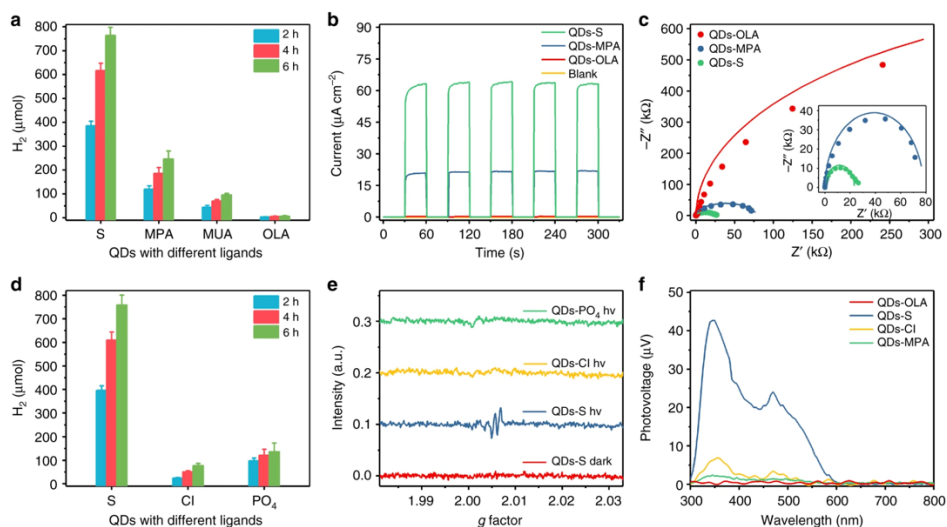 a
800
700
600
500
400
300
200
100
0
H₂ (μmol)
2 h
4 h
6 h
S MPA MUA OLA
QDs with different ligands
b
90
75
60
45
30
15
0
Current (μA cm⁻²)
QDs-S
QDs-MPA
QDs-OLA
Blank
0 60 120 180 240 300
Time (s)
c
600
500
400
300
200
100
0
−Z″ (kΩ)
QDs-OLA
QDs-MPA
QDs-S
40
30
20
10
0
−Z″ (kΩ)
0 20 40 60 80
Z′ (kΩ)
0 50 100 150 200 250 300
Z′ (kΩ)
d
800
700
600
500
400
300
200
100
0
H₂ (μmol)
2 h
4 h
6 h
S Cl PO₄
QDs with different ligands
e
0.3
0.2
0.1
0.0
Intensity (a.u.)
QDs-PO₄ hv
QDs-Cl hv
QDs-S hv
QDs-S dark
1.99 2.00 2.01 2.02 2.03
g factor
f
50
40
30
20
10
0
Photovoltage (μV)
QDs-OLA
QDs-S
QDs-Cl
QDs-MPA
300 400 500 600 700 800
Wavelength (nm)